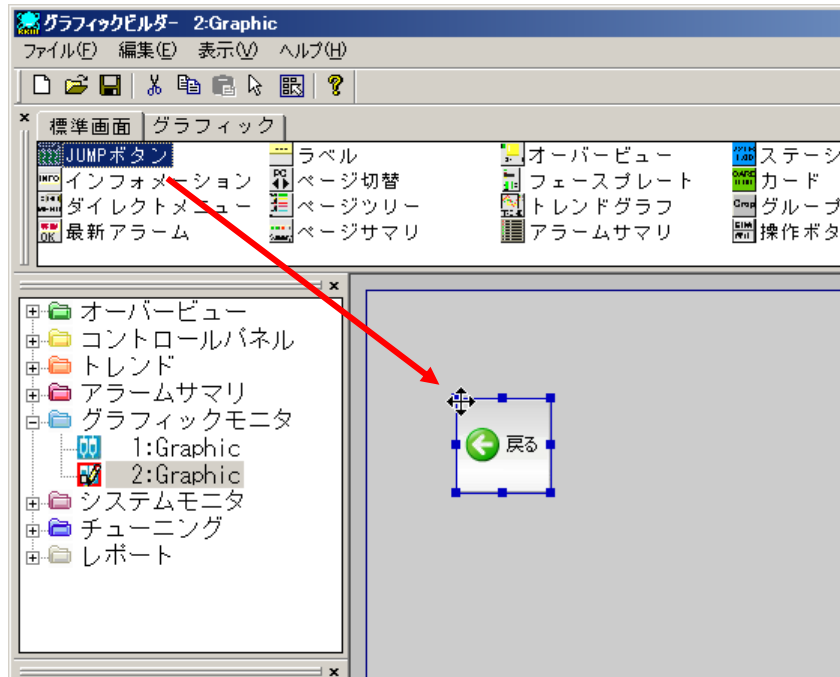 グラフィックビルダー 2:Graphic
ファイル(F) 編集(E) 表示(V) ヘルプ(H)
標準画面 グラフィック
JUMPボタン ラベル オーバービュー ステーシ
インフォメーション ページ切替 フェースプレート カード
ダイレクトメニュー ページツリー トレンドグラフ グループ
最新アラーム ページサマリ アラームサマリ 操作ボタ
オーバービュー
コントロールパネル
トレンド
アラームサマリ
グラフィックモニタ
1:Graphic
2:Graphic
システムモニタ
チューニング
レポート
戻る